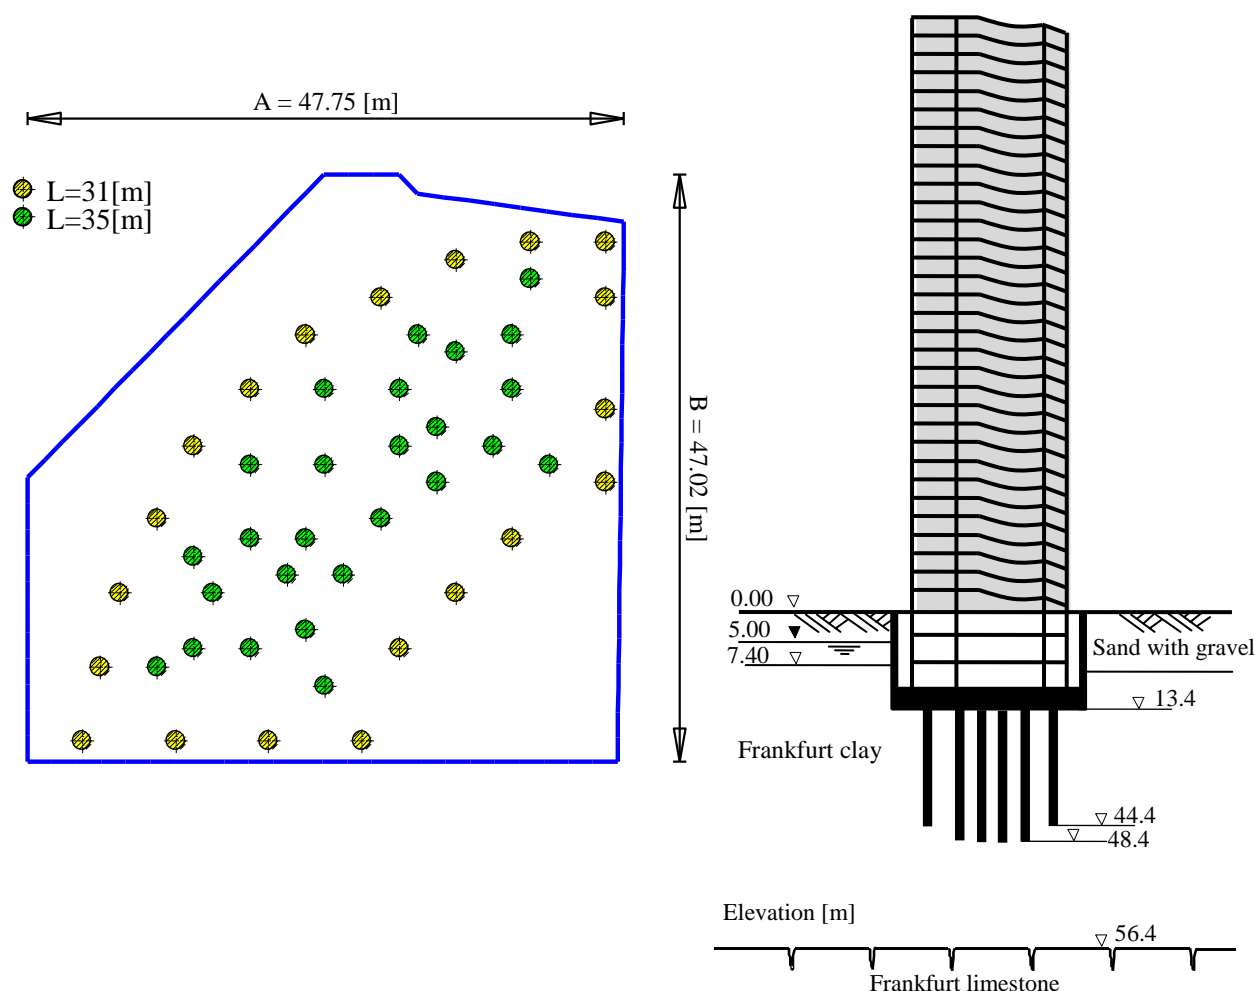 A = 47.75 [m]
L=31[m]
L=35[m]
B = 47.02 [m]
0.00
5.00
7.40
Sand with gravel
13.4
Frankfurt clay
44.4
48.4
Elevation [m]
56.4
Frankfurt limestone